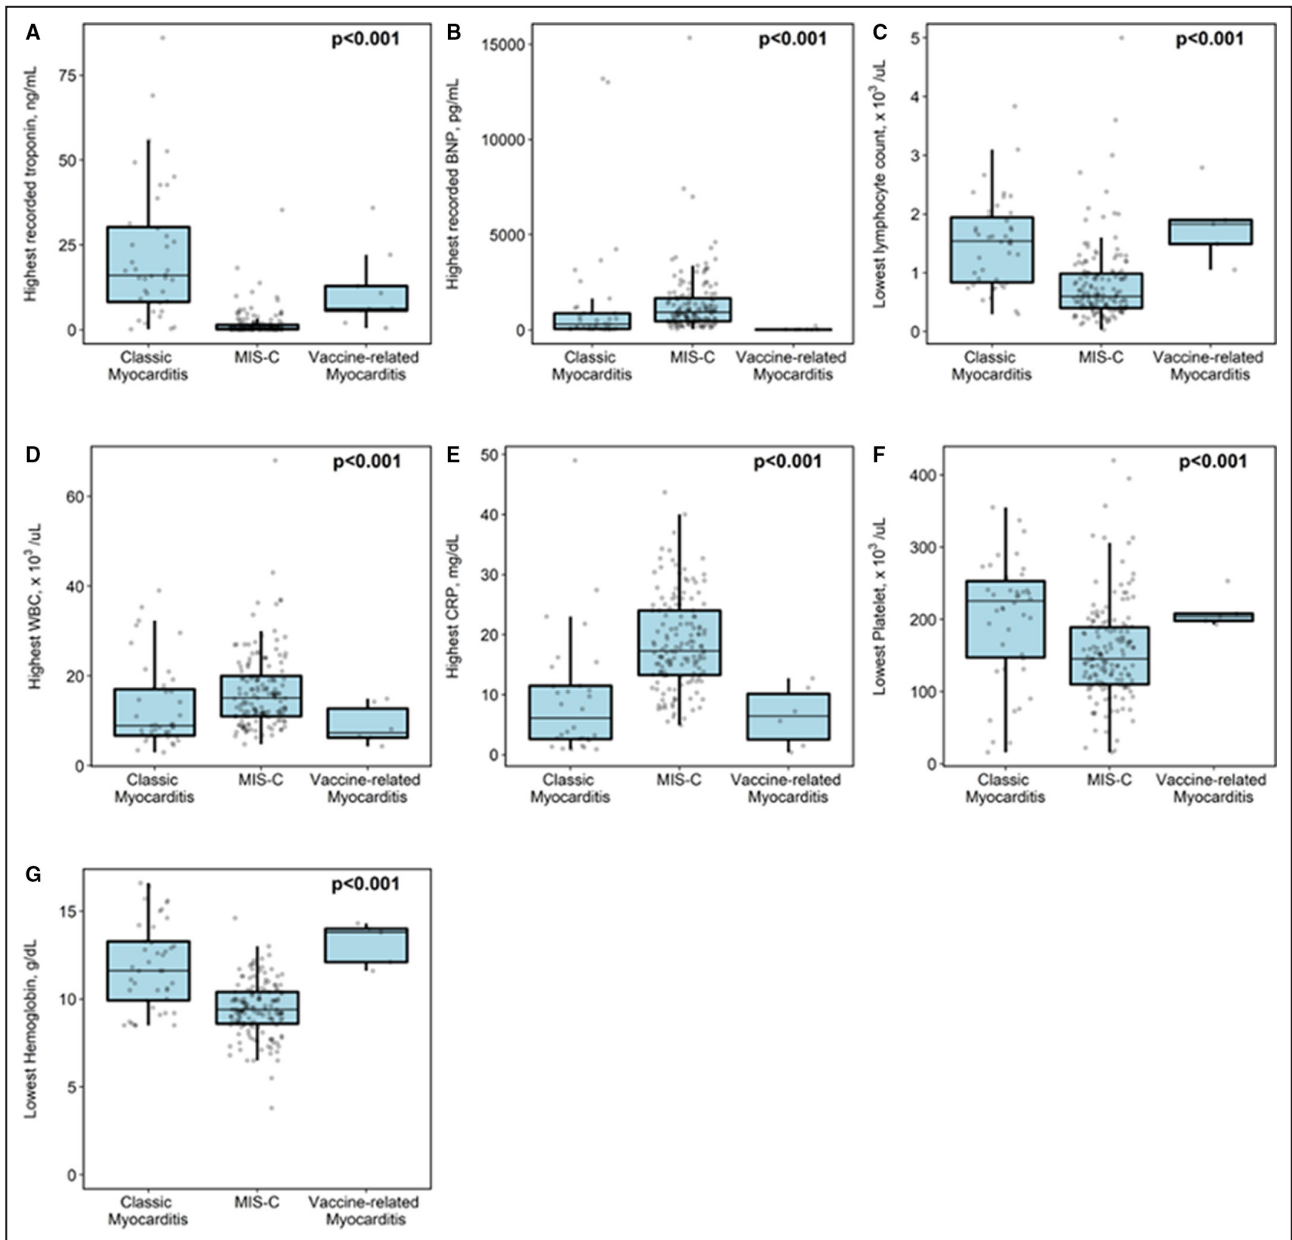 A
p<0.001
Highest recorded troponin, ng/mL
75
50
25
0
Classic
Myocarditis
MIS-C
Vaccine-related
Myocarditis
B
p<0.001
Highest recorded BNP, pg/mL
15000
10000
5000
0
Classic
Myocarditis
MIS-C
Vaccine-related
Myocarditis
C
p<0.001
Lowest lymphocyte count, x 10³ /uL
5
4
3
2
1
0
Classic
Myocarditis
MIS-C
Vaccine-related
Myocarditis
D
p<0.001
Highest WBC, x 10³ /uL
60
40
20
0
Classic
Myocarditis
MIS-C
Vaccine-related
Myocarditis
E
p<0.001
Highest CRP, mg/dL
50
40
30
20
10
0
Classic
Myocarditis
MIS-C
Vaccine-related
Myocarditis
F
p<0.001
Lowest Platelet, x 10³ /uL
400
300
200
100
0
Classic
Myocarditis
MIS-C
Vaccine-related
Myocarditis
G
p<0.001
Lowest Hemoglobin, g/dL
15
10
5
0
Classic
Myocarditis
MIS-C
Vaccine-related
Myocarditis